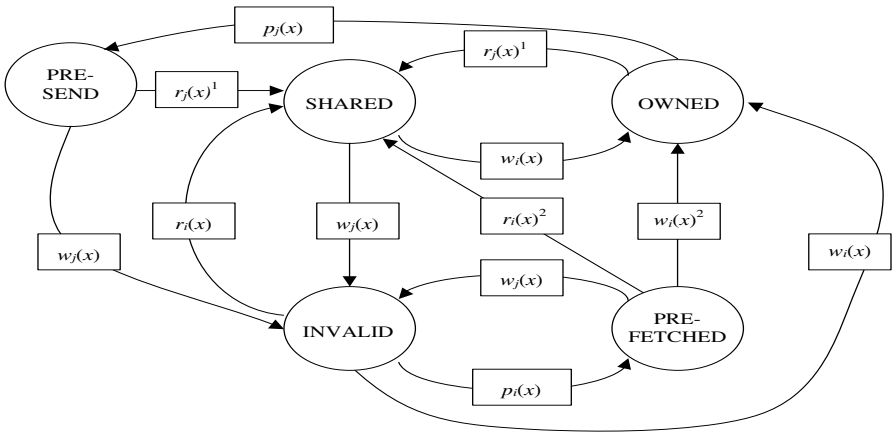 pj(x)
rj(x)1
PRE-
SEND
rj(x)1
SHARED
OWNED
wi(x)
ri(x)
wj(x)
ri(x)2
wi(x)2
wj(x)
wi(x)
wj(x)
INVALID
PRE-
FETCHED
pi(x)